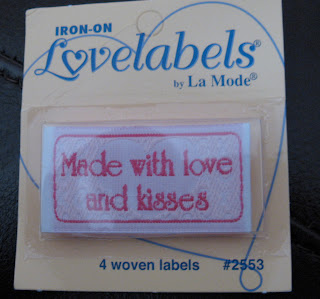 IRON-ON
Lovelabels®
by La Mode®
Made with love
and kisses
4 woven labels #2553